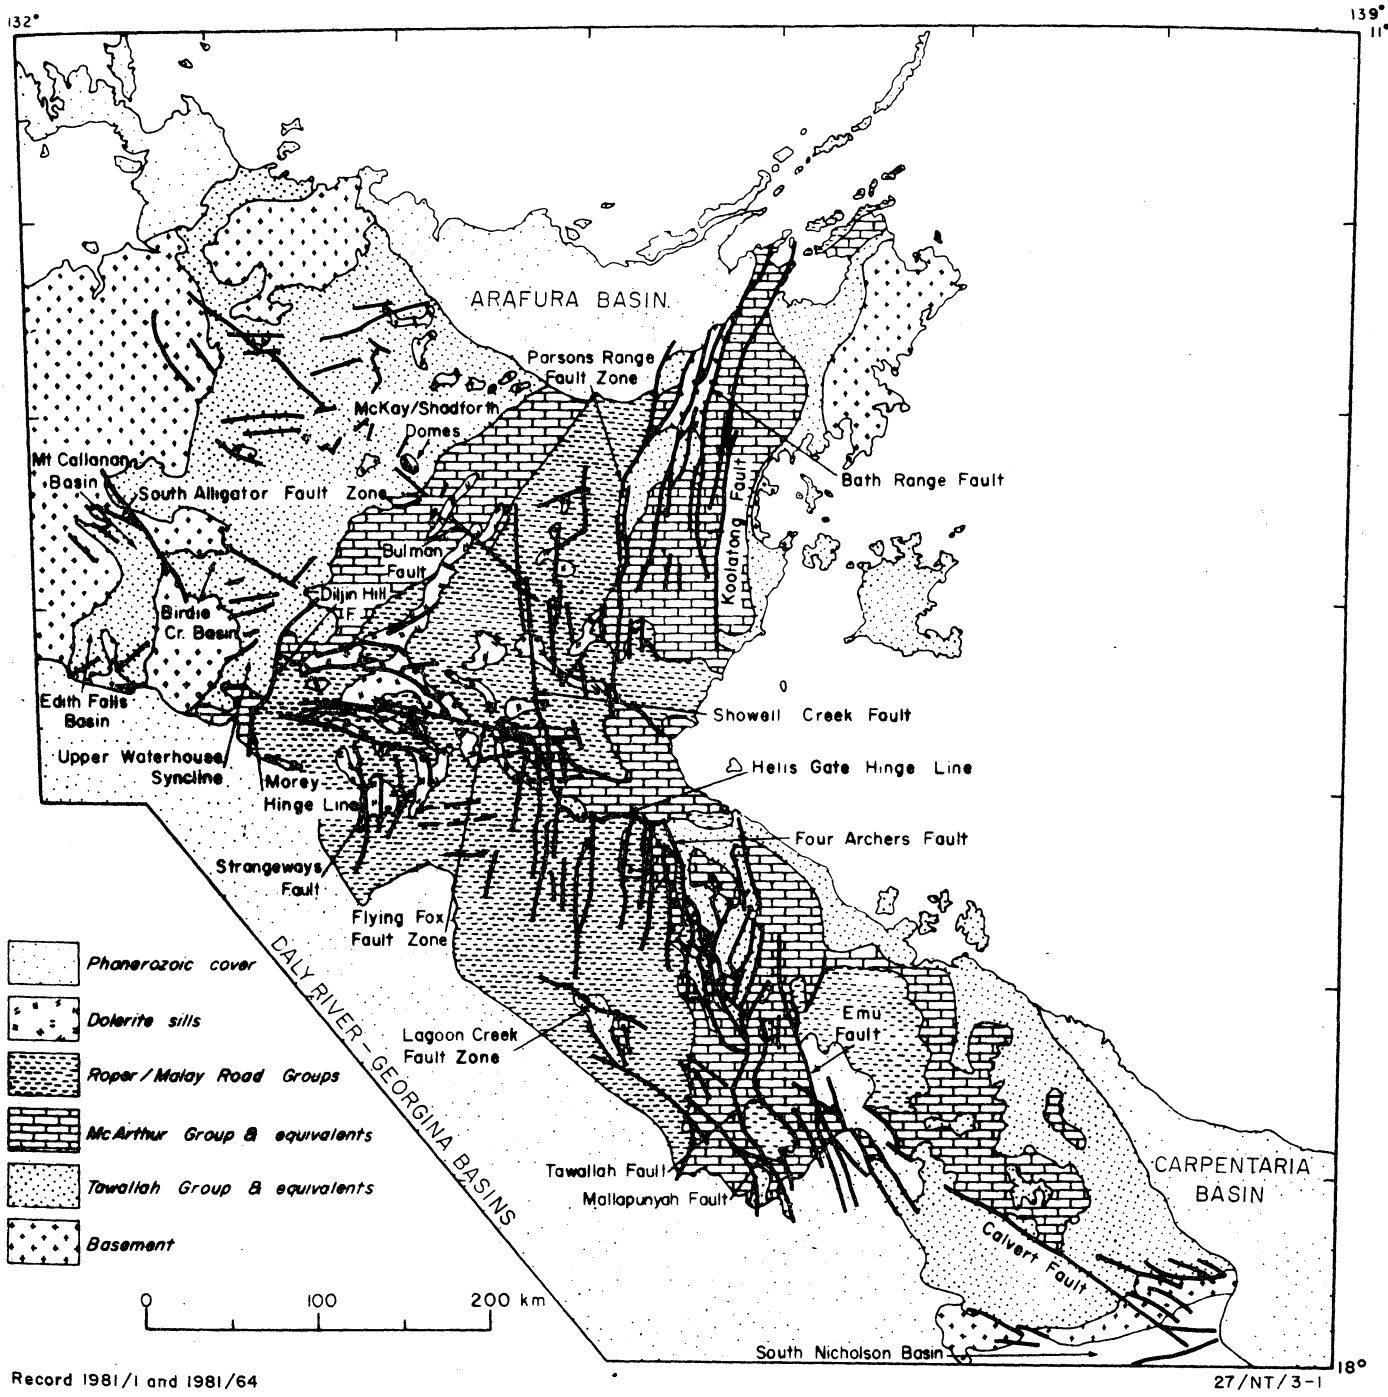 132°
139°
11°
ARAFURA BASIN
Parsons Range
Fault Zone
McKay/Shadforth
Domes
Mt Callanan
Basin
South Alligator Fault Zone
Bath Range Fault
Koolatong Fault
Bulman
Fault
Diljin Hill
Birdie
Cr. Basin
Edith Falls
Basin
Showell Creek Fault
Upper Waterhouse
Syncline
Morey
Hinge Line
Hells Gate Hinge Line
Four Archers Fault
Strangeways
Fault
Flying Fox
Fault Zone
DALY RIVER - GEORGINA BASINS
Phanerozoic cover
Dolerite sills
Roper/Malay Road Groups
McArthur Group & equivalents
Tawallah Group & equivalents
Basement
Lagoon Creek
Fault Zone
Emu
Fault
Tawallah Fault
Mallapunyah Fault
CARPENTARIA
BASIN
Calvert Fault
0 100 200 km
South Nicholson Basin
18°
Record 1981/1 and 1981/64
27/NT/3-1